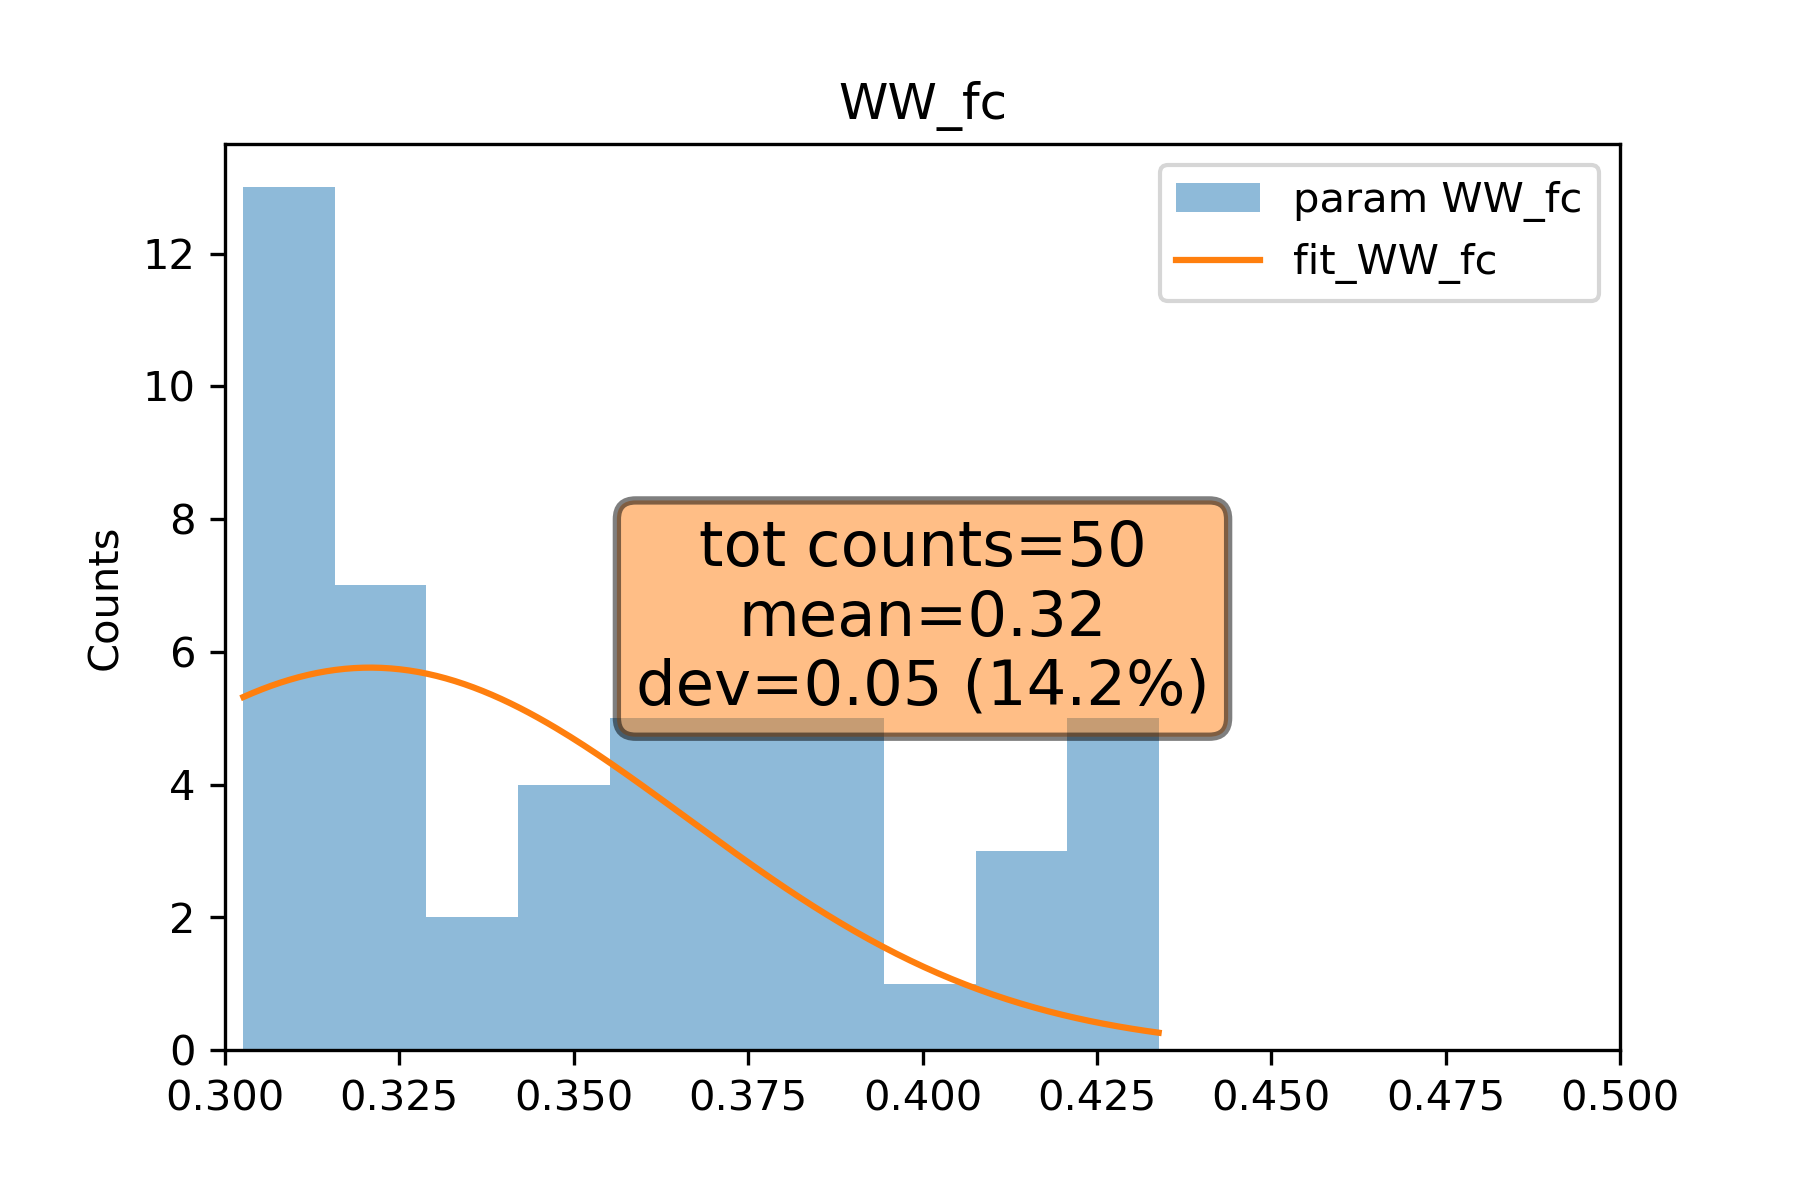 WW_fc
param WW_fc
fit_WW_fc
12
10
8
6
4
2
0
Counts
tot counts=50
mean=0.32
dev=0.05 (14.2%)
0.300 0.325 0.350 0.375 0.400 0.425 0.450 0.475 0.500